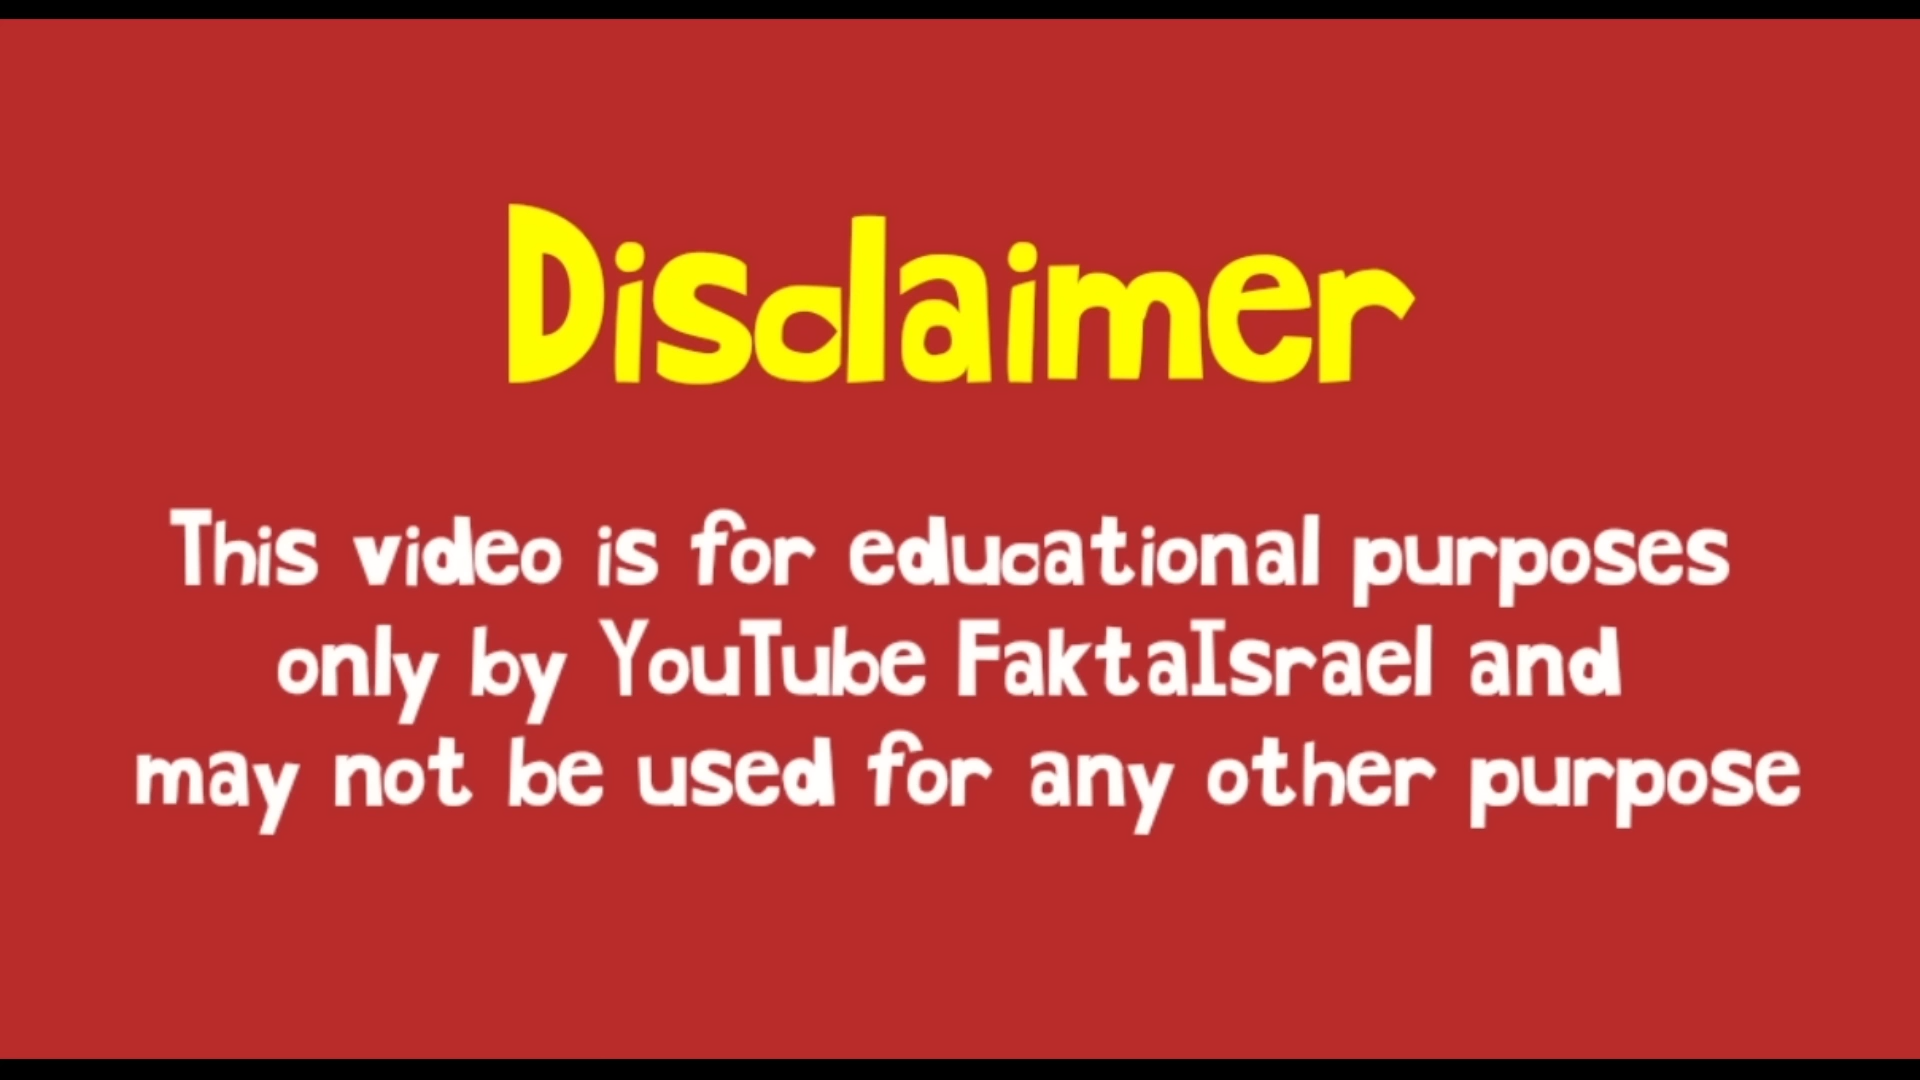 Disclaimer
This video is for educational purposes
only by YouTube FaktaIsrael and
may not be used for any other purpose